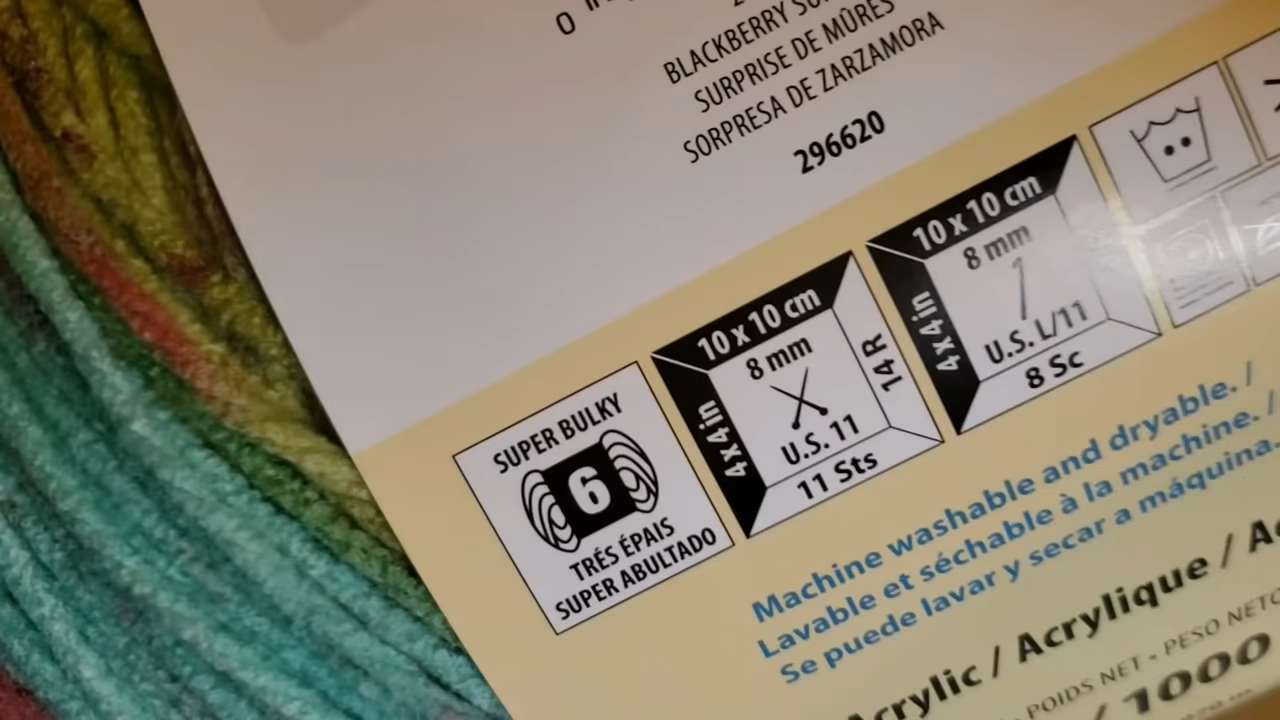 BLACKBERRY
SURPRISE DE MÛRES
SORPRESA DE ZARZAMORA
296620
10 x 10 cm
4 x 4 in
8 mm
U.S. L/11
8 Sc
10 x 10 cm
4 x 4 in
8 mm
14 R
U.S. 11
11 Sts
SUPER BULKY
6
TRÉS ÉPAIS
SUPER ABULTADO
Machine washable and dryable. /
Lavable et séchable à la machine. /
Se puede lavar y secar a máquina.
/ Acrylique /
POIDS NET - PESO NETO
/ 1000